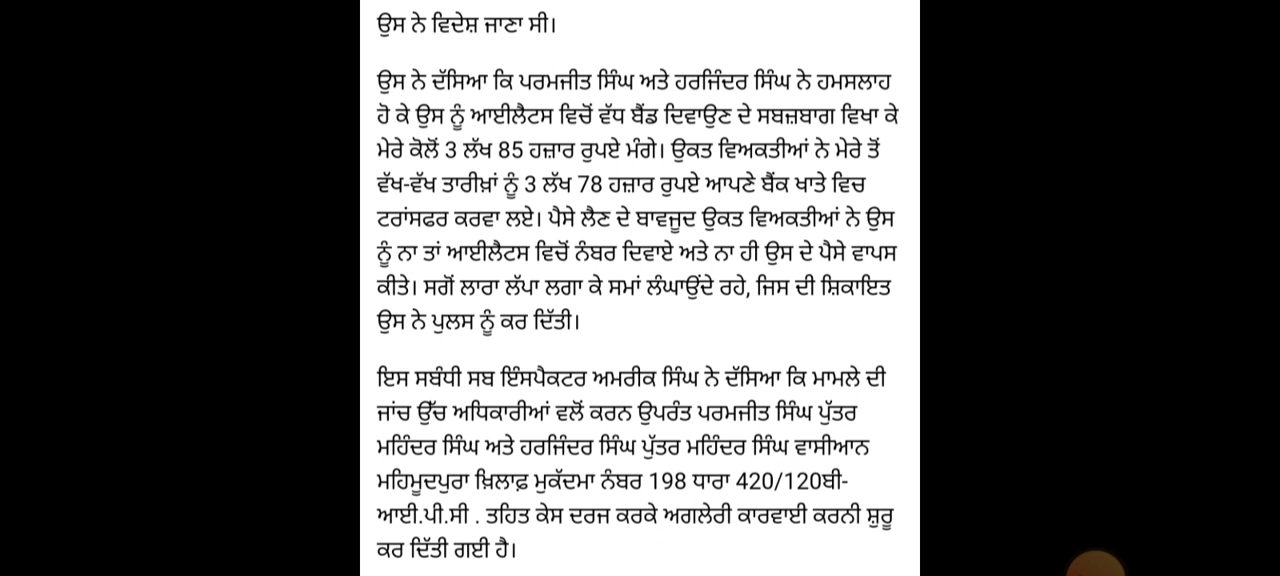 ਉਸ ਨੇ ਵਿਦੇਸ਼ ਜਾਣਾ ਸੀ।
ਉਸ ਨੇ ਦੱਸਿਆ ਕਿ ਪਰਮਜੀਤ ਸਿੰਘ ਅਤੇ ਹਰਜਿੰਦਰ ਸਿੰਘ ਨੇ ਹਮਸਲਾਹ
ਹੋ ਕੇ ਉਸ ਨੂੰ ਆਈਲੈਟਸ ਵਿਚੋਂ ਵੱਧ ਬੈਂਡ ਦਿਵਾਉਣ ਦੇ ਸਬਜ਼ਬਾਗ ਵਿਖਾ ਕੇ
ਮੇਰੇ ਕੋਲੋਂ 3 ਲੱਖ 85 ਹਜ਼ਾਰ ਰੁਪਏ ਮੰਗੇ। ਉਕਤ ਵਿਅਕਤੀਆਂ ਨੇ ਮੇਰੇ ਤੋਂ
ਵੱਖ-ਵੱਖ ਤਾਰੀਖ਼ਾਂ ਨੂੰ 3 ਲੱਖ 78 ਹਜ਼ਾਰ ਰੁਪਏ ਆਪਣੇ ਬੈਂਕ ਖਾਤੇ ਵਿਚ
ਟਰਾਂਸਫਰ ਕਰਵਾ ਲਏ। ਪੈਸੇ ਲੈਣ ਦੇ ਬਾਵਜੂਦ ਉਕਤ ਵਿਅਕਤੀਆਂ ਨੇ ਉਸ
ਨੂੰ ਨਾ ਤਾਂ ਆਈਲੈਟਸ ਵਿਚੋਂ ਨੰਬਰ ਦਿਵਾਏ ਅਤੇ ਨਾ ਹੀ ਉਸ ਦੇ ਪੈਸੇ ਵਾਪਸ
ਕੀਤੇ। ਸਗੋਂ ਲਾਰਾ ਲੱਪਾ ਲਗਾ ਕੇ ਸਮਾਂ ਲੰਘਾਉਂਦੇ ਰਹੇ, ਜਿਸ ਦੀ ਸ਼ਿਕਾਇਤ
ਉਸ ਨੇ ਪੁਲਸ ਨੂੰ ਕਰ ਦਿੱਤੀ।
ਇਸ ਸਬੰਧੀ ਸਬ ਇੰਸਪੈਕਟਰ ਅਮਰੀਕ ਸਿੰਘ ਨੇ ਦੱਸਿਆ ਕਿ ਮਾਮਲੇ ਦੀ
ਜਾਂਚ ਉੱਚ ਅਧਿਕਾਰੀਆਂ ਵਲੋਂ ਕਰਨ ਉਪਰੰਤ ਪਰਮਜੀਤ ਸਿੰਘ ਪੁੱਤਰ
ਮਹਿੰਦਰ ਸਿੰਘ ਅਤੇ ਹਰਜਿੰਦਰ ਸਿੰਘ ਪੁੱਤਰ ਮਹਿੰਦਰ ਸਿੰਘ ਵਾਸੀਆਨ
ਮਹਿਮੂਦਪੁਰਾ ਖ਼ਿਲਾਫ਼ ਮੁਕੱਦਮਾ ਨੰਬਰ 198 ਧਾਰਾ 420/120ਬੀ-
ਆਈ.ਪੀ.ਸੀ . ਤਹਿਤ ਕੇਸ ਦਰਜ ਕਰਕੇ ਅਗਲੇਰੀ ਕਾਰਵਾਈ ਕਰਨੀ ਸ਼ੁਰੂ
ਕਰ ਦਿੱਤੀ ਗਈ ਹੈ।